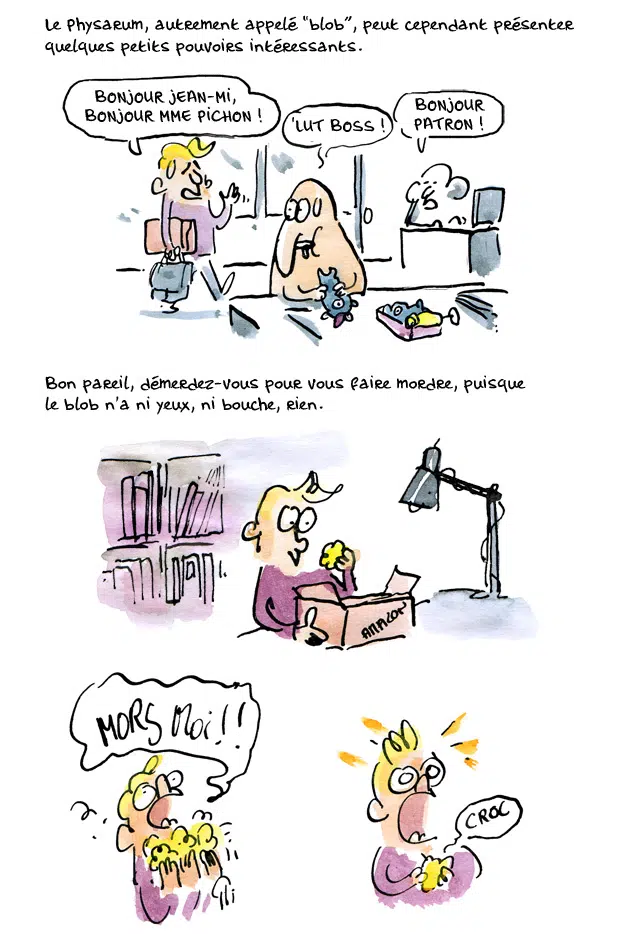 Le Physarum, autrement appelé "blob", peut cependant présenter
quelques petits pouvoirs intéressants.
BONJOUR JEAN-MI,
BONJOUR MME PICHON !
'LUT BOSS !
BONJOUR
PATRON !
Bon pareil, démerdez-vous pour vous faire mordre, puisque
le blob n'a ni yeux, ni bouche, rien.
AMAZON
MORS Moi !!
CROC